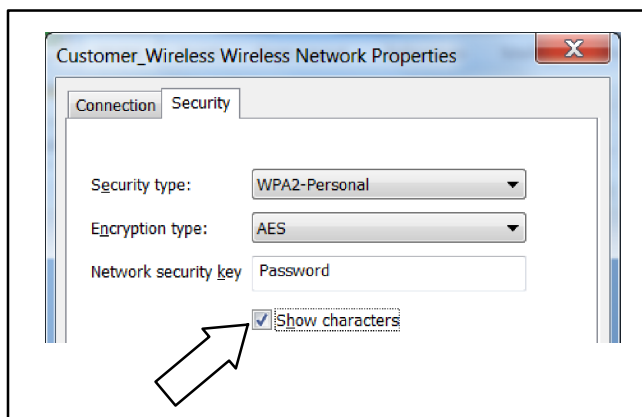 Customer_Wireless Wireless Network Properties
Connection Security
Security type: WPA2-Personal
Encryption type: AES
Network security key Password
Show characters